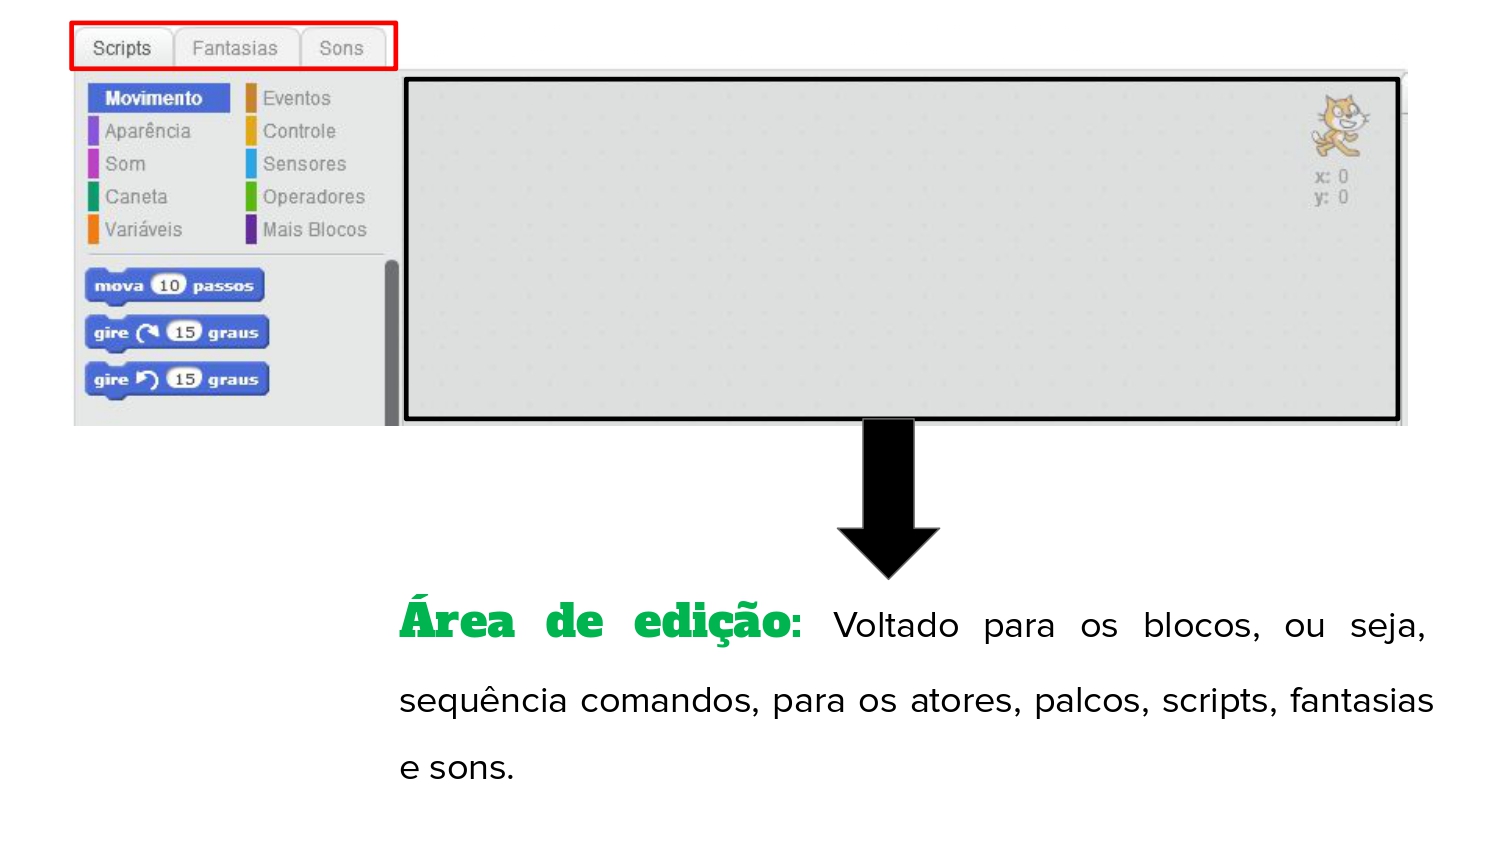 Scripts Fantasias Sons
Movimento Eventos
Aparência Controle
Som Sensores
Caneta Operadores
Variáveis Mais Blocos
x: 0
y: 0
mova 10 passos
gire 15 graus
gire 15 graus
Área de edição: Voltado para os blocos, ou seja,
sequência comandos, para os atores, palcos, scripts, fantasias
e sons.